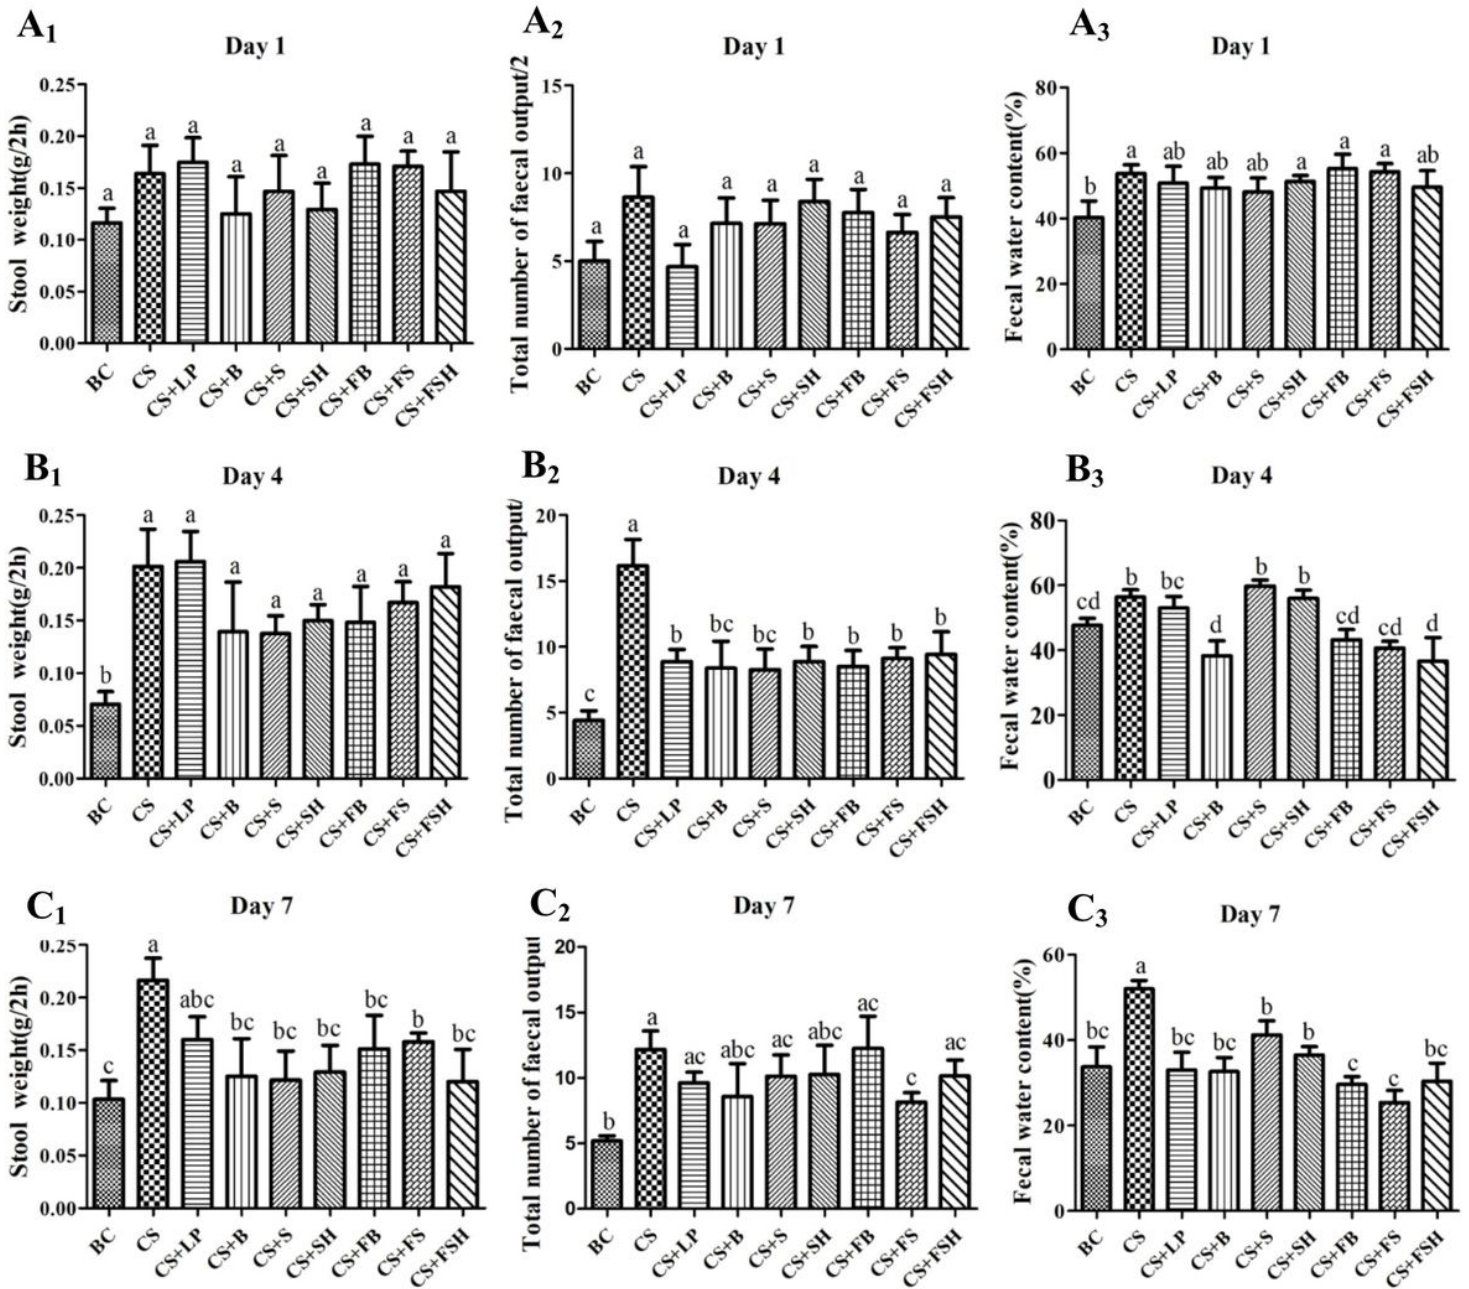 A1
Day 1
Stool weight(g/2h)
0.25
0.20
0.15
0.10
0.05
0.00
a a a a a a a a a
BC CS CS+LP CS+B CS+S CS+SH CS+FB CS+FS CS+FSH
A2
Day 1
Total number of faecal output/2
15
10
5
0
a a a a a a a a a
BC CS CS+LP CS+B CS+S CS+SH CS+FB CS+FS CS+FSH
A3
Day 1
Fecal water content(%)
80
60
40
20
0
b a ab ab ab a a a ab
BC CS CS+LP CS+B CS+S CS+SH CS+FB CS+FS CS+FSH
B1
Day 4
Stool weight(g/2h)
0.25
0.20
0.15
0.10
0.05
0.00
b a a a a a a a a
BC CS CS+LP CS+B CS+S CS+SH CS+FB CS+FS CS+FSH
B2
Day 4
Total number of faecal output/
20
15
10
5
0
c a b bc bc b b b b
BC CS CS+LP CS+B CS+S CS+SH CS+FB CS+FS CS+FSH
B3
Day 4
Fecal water content(%)
80
60
40
20
0
cd b bc d b b cd cd d
BC CS CS+LP CS+B CS+S CS+SH CS+FB CS+FS CS+FSH
C1
Day 7
Stool weight(g/2h)
0.25
0.20
0.15
0.10
0.05
0.00
c a abc bc bc bc bc b bc
BC CS CS+LP CS+B CS+S CS+SH CS+FB CS+FS CS+FSH
C2
Day 7
Total number of faecal output
20
15
10
5
0
b a ac abc ac abc ac c ac
BC CS CS+LP CS+B CS+S CS+SH CS+FB CS+FS CS+FSH
C3
Day 7
Fecal water content(%)
60
40
20
0
bc a bc bc b b c c bc
BC CS CS+LP CS+B CS+S CS+SH CS+FB CS+FS CS+FSH